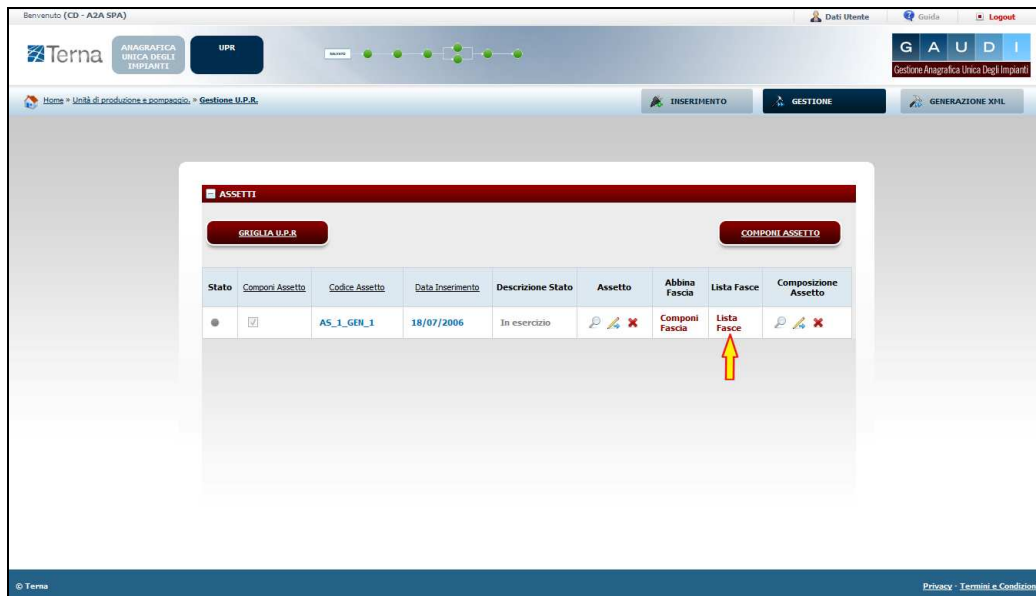 Benvenuto (CD - A2A SPA)
Dati Utente
Guida
Logout
Terna
ANAGRAFICA
UNICA DEGLI
IMPIANTI
UPR
G A U D I
Gestione Anagrafica Unica Degli Impianti
Home » Unità di produzione e pompaggio. » Gestione U.P.R.
INSERIMENTO
GESTIONE
GENERAZIONE XML
ASSETTI
GRIGLIA U.P.R
COMPONI ASSETTO
Stato Componi Assetto Codice Assetto Data Inserimento Descrizione Stato Assetto Abbina Fascia Lista Fasce Composizione Assetto
AS_1_GEN_1 18/07/2006 In esercizio Componi Fascia Lista Fasce
© Terna
Privacy - Termini e Condizion